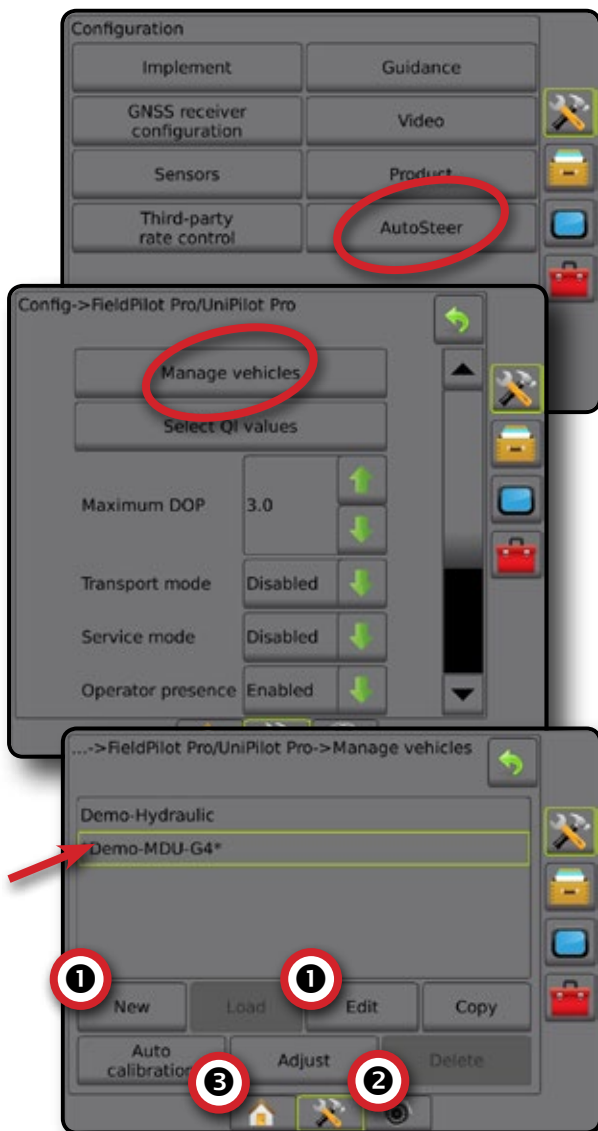 Configuration
Implement
Guidance
GNSS receiver
configuration
Video
Sensors
Product
Third-party
rate control
AutoSteer
Config->FieldPilot Pro/UniPilot Pro
Manage vehicles
Select QI values
Maximum DOP 3.0
Transport mode Disabled
Service mode Disabled
Operator presence Enabled
...->FieldPilot Pro/UniPilot Pro->Manage vehicles
Demo-Hydraulic
*Demo-MDU-G4*
1
1
New Load Edit Copy
Auto
calibration
Adjust
Delete
3
2